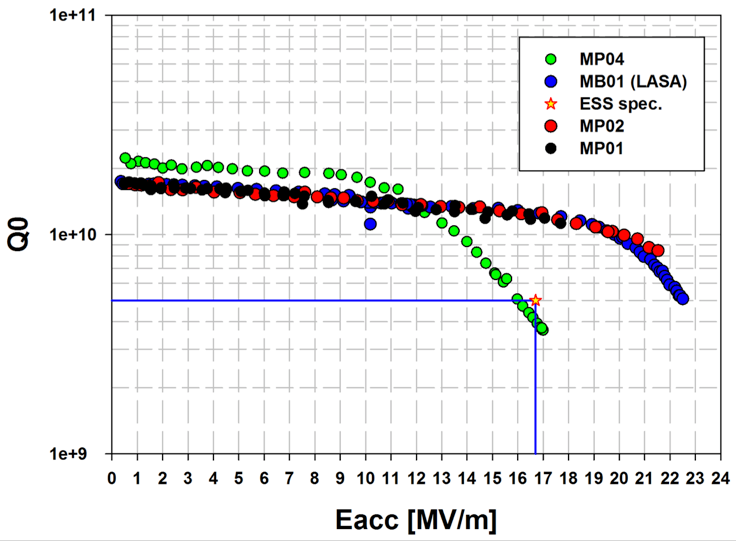 1e+11
MP04
MB01 (LASA)
ESS spec.
MP02
MP01
Q0
1e+10
1e+9
0 1 2 3 4 5 6 7 8 9 10 11 12 13 14 15 16 17 18 19 20 21 22 23 24
Eacc [MV/m]